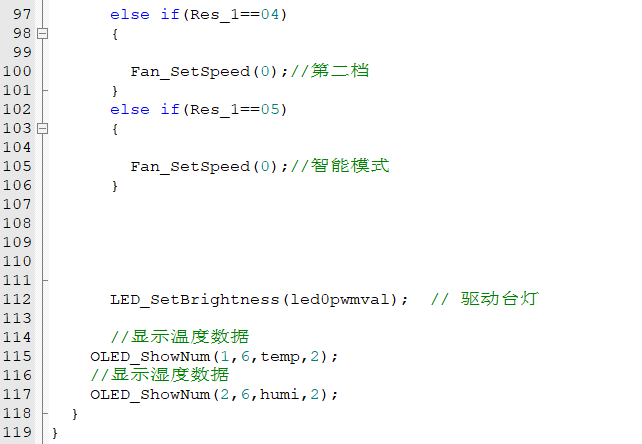 97 else if(Res_1==04)
98 {
99
100 Fan_SetSpeed(0);//第二档
101 }
102 else if(Res_1==05)
103 {
104
105 Fan_SetSpeed(0);//智能模式
106 }
107
108
109
110
111
112 LED_SetBrightness(led0pwmval); // 驱动台灯
113
114 //显示温度数据
115 OLED_ShowNum(1,6,temp,2);
116 //显示湿度数据
117 OLED_ShowNum(2,6,humi,2);
118 }
119 }